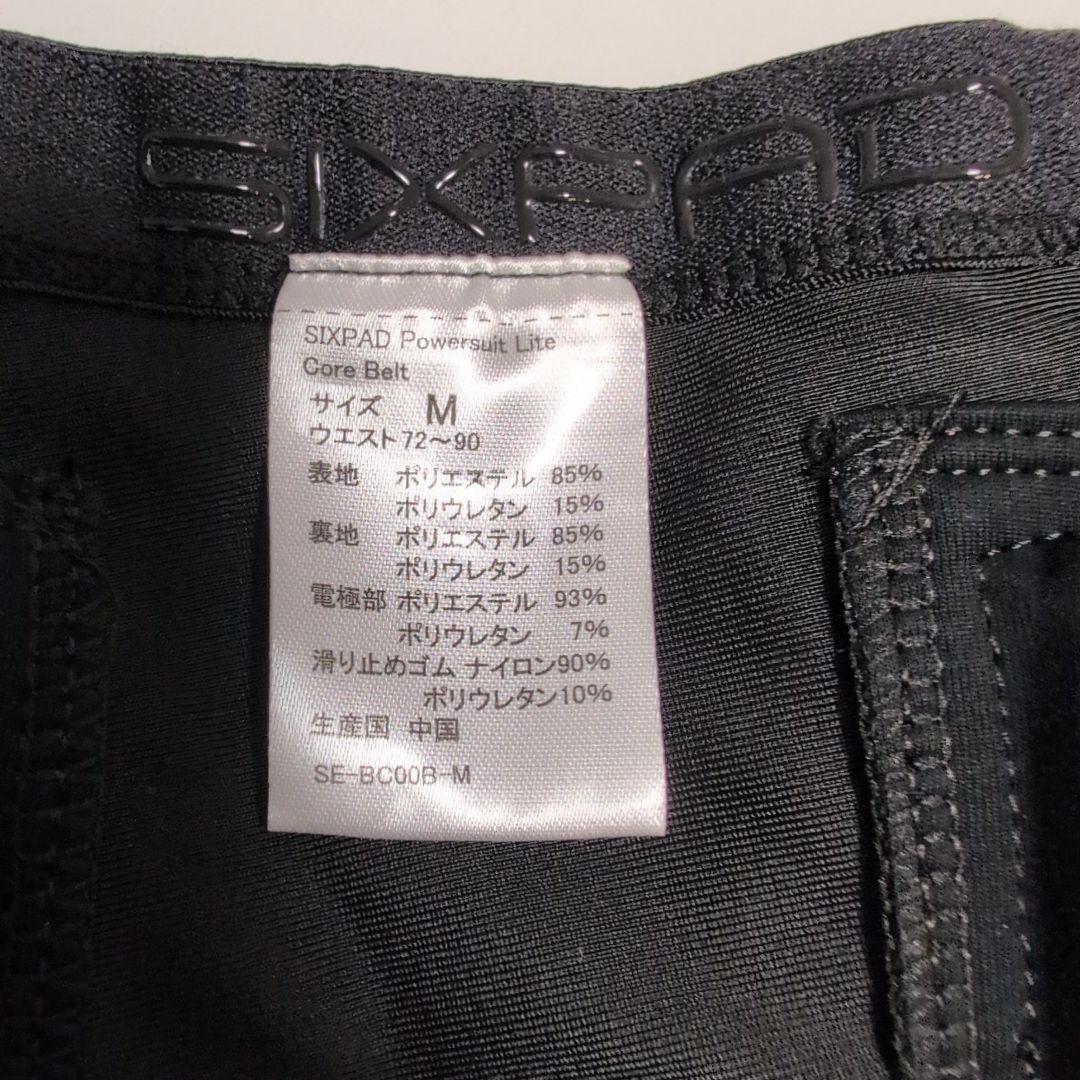 SIXPAD
SIXPAD Powersuit Lite
Core Belt
サイズ M
ウエスト72～90
表地 ポリエステル 85%
ポリウレタン 15%
裏地 ポリエステル 85%
ポリウレタン 15%
電極部 ポリエステル 93%
ポリウレタン 7%
滑り止めゴム ナイロン90%
ポリウレタン10%
生産国 中国
SE-BC00B-M